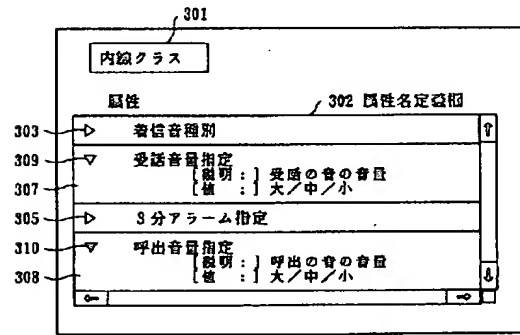 301
内線クラス
属性
302 属性名定義欄
303 ▷ 着信音種別
309 ▽ 受話音量指定
307 [説明:] 受話の音の音量
[値 :] 大/中/小
305 ▷ 3分アラーム指定
310 ▽ 呼出音量指定
308 [説明:] 呼出の音の音量
[値 :] 大/中/小